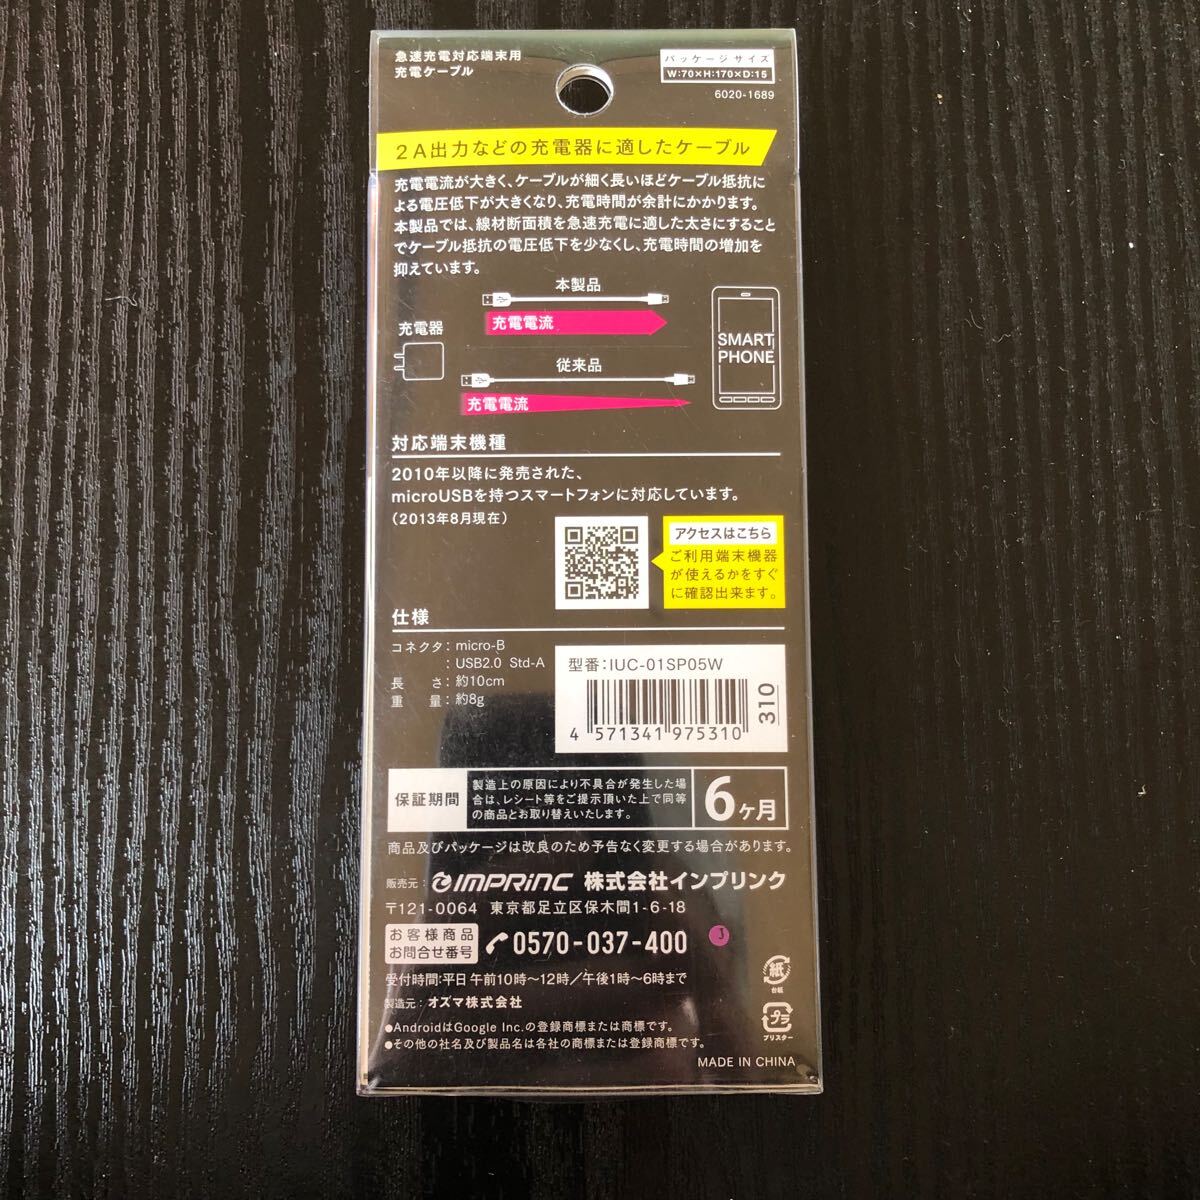 急速充電対応端末用
充電ケーブル
パッケージサイズ
W:70×H:170×D:15
6020-1689
2A出力などの充電器に適したケーブル
充電電流が大きく、ケーブルが細く長いほどケーブル抵抗に
よる電圧低下が大きくなり、充電時間が余計にかかります。
本製品では、線材断面積を急速充電に適した太さにすること
でケーブル抵抗の電圧低下を少なくし、充電時間の増加を
抑えています。
本製品
充電電流
充電器
従来品
充電電流
SMART
PHONE
対応端末機種
2010年以降に発売された、
microUSBを持つスマートフォンに対応しています。
（2013年8月現在）
アクセスはこちら
ご利用端末機器
が使えるかをすぐ
に確認出来ます。
仕様
コネクタ：micro-B
：USB2.0 Std-A
長 さ：約10cm
重 量：約8g
型番：IUC-01SP05W
4 571341 975310
310
保証期間
製造上の原因により不具合が発生した場
合は、レシート等をご提示頂いた上で同等
の商品とお取り替えいたします。
6ヶ月
商品及びパッケージは改良のため予告なく変更する場合があります。
販売元：IMPRINC 株式会社インプリンク
〒121-0064 東京都足立区保木間1-6-18
お客様商品
お問合せ番号
0570-037-400
J
受付時間：平日 午前10時〜12時／午後1時〜6時まで
製造元：オズマ株式会社
●AndroidはGoogle Inc.の登録商標または商標です。
●その他の社名及び製品名は各社の商標または登録商標です。
紙
台紙
プラ
ブリスター
MADE IN CHINA